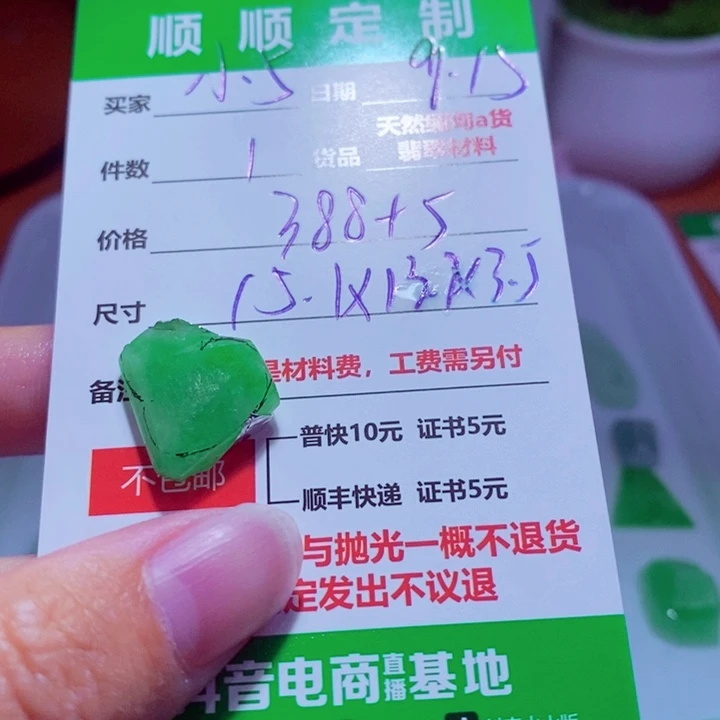 顺顺定制
买家 小.5 日期 9.15
件数 1 货品 天然缅甸a货
翡翠材料
价格 388+5
尺寸 15.1X13.7X3.5
是材料费，工费需另付
普快10元 证书5元
不包邮
顺丰快递 证书5元
与抛光一概不退货
定发出不议退
抖音电商直播基地